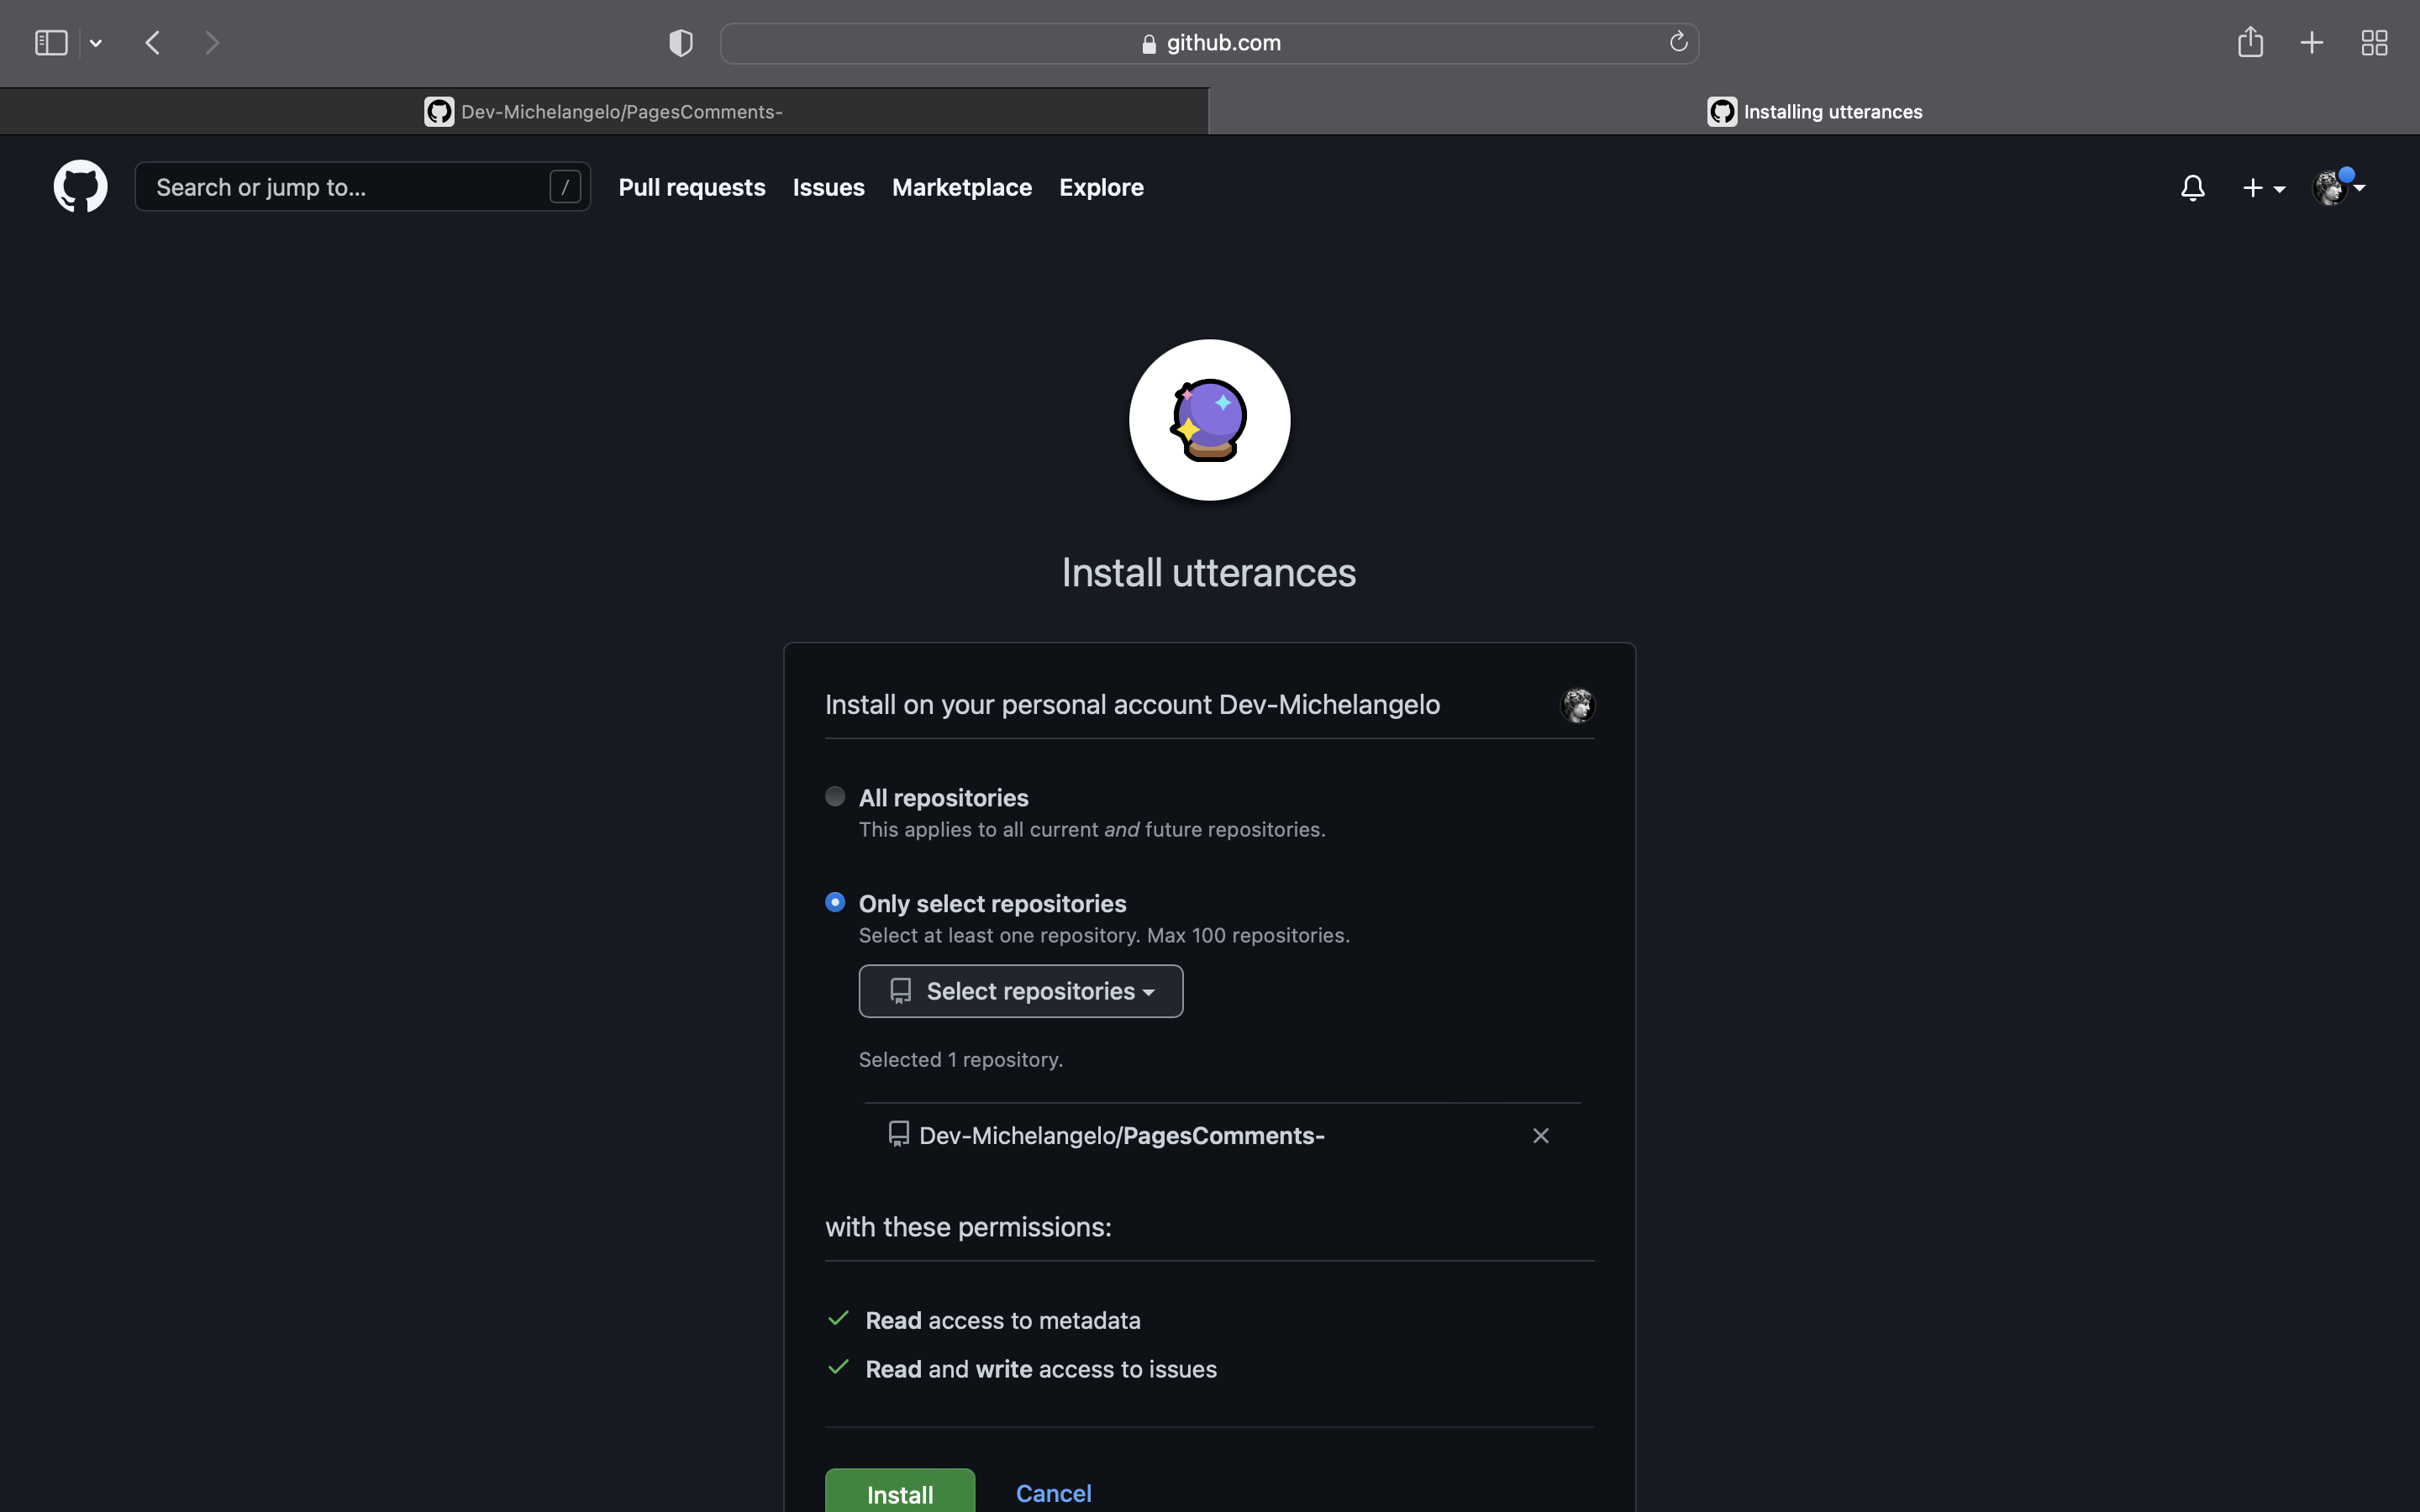 github.com
Dev-Michelangelo/PagesComments-
Installing utterances
Search or jump to...
/
Pull requests
Issues
Marketplace
Explore
Install utterances
Install on your personal account Dev-Michelangelo
All repositories
This applies to all current and future repositories.
Only select repositories
Select at least one repository. Max 100 repositories.
Select repositories
Selected 1 repository.
Dev-Michelangelo/PagesComments-
with these permissions:
Read access to metadata
Read and write access to issues
Install
Cancel